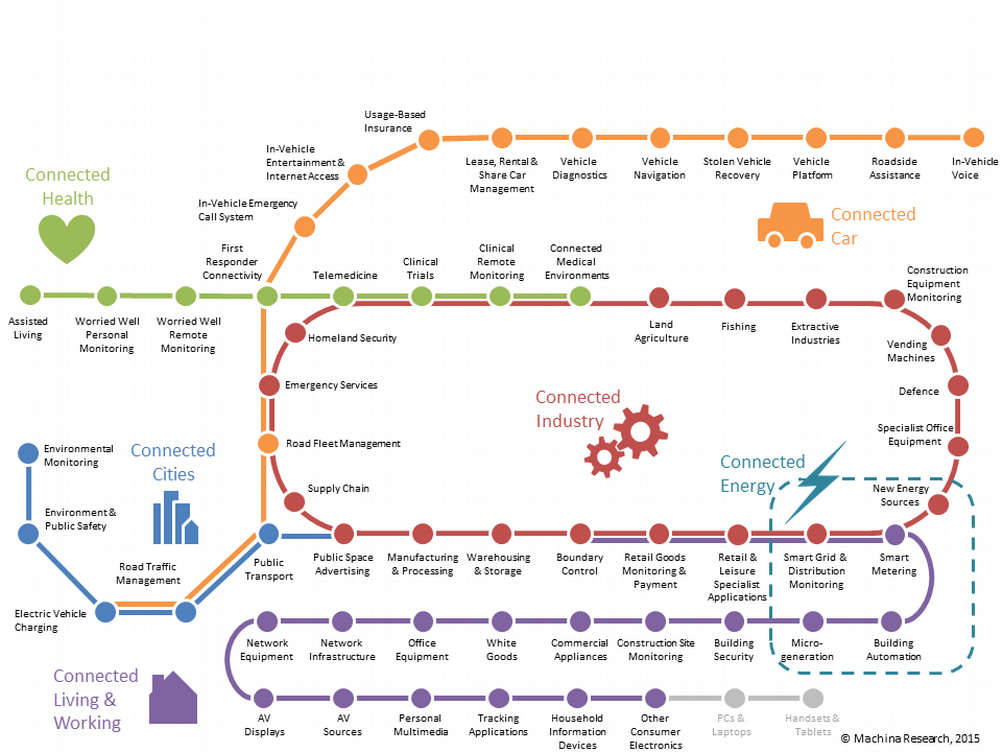 Usage-Based
Insurance
In-Vehicle
Entertainment &
Internet Access
Lease, Rental &
Share Car
Management
Vehicle
Diagnostics
Vehicle
Navigation
Stolen Vehicle
Recovery
Vehicle
Platform
Roadside
Assistance
In-Vehicle
Voice
Connected
Health
In-Vehicle Emergency
Call System
Connected
Car
First
Responder
Connectivity
Telemedicine
Clinical
Trials
Clinical
Remote
Monitoring
Connected
Medical
Environments
Construction
Equipment
Monitoring
Assisted
Living
Worried Well
Personal
Monitoring
Worried Well
Remote
Monitoring
Homeland Security
Land
Agriculture
Fishing
Extractive
Industries
Vending
Machines
Emergency Services
Defence
Connected
Industry
Specialist Office
Equipment
Environmental
Monitoring
Connected
Cities
Road Fleet Management
Connected
Energy
Supply Chain
New Energy
Sources
Environment &
Public Safety
Road Traffic
Management
Public
Transport
Public Space
Advertising
Manufacturing
& Processing
Warehousing
& Storage
Boundary
Control
Retail Goods
Monitoring &
Payment
Retail &
Leisure
Specialist
Applications
Smart Grid &
Distribution
Monitoring
Smart
Metering
Electric Vehicle
Charging
Network
Equipment
Network
Infrastructure
Office
Equipment
White
Goods
Commercial
Appliances
Construction Site
Monitoring
Building
Security
Micro-
generation
Building
Automation
Connected
Living &
Working
AV
Displays
AV
Sources
Personal
Multimedia
Tracking
Applications
Household
Information
Devices
Other
Consumer
Electronics
PCs &
Laptops
Handsets &
Tablets
© Machina Research, 2015